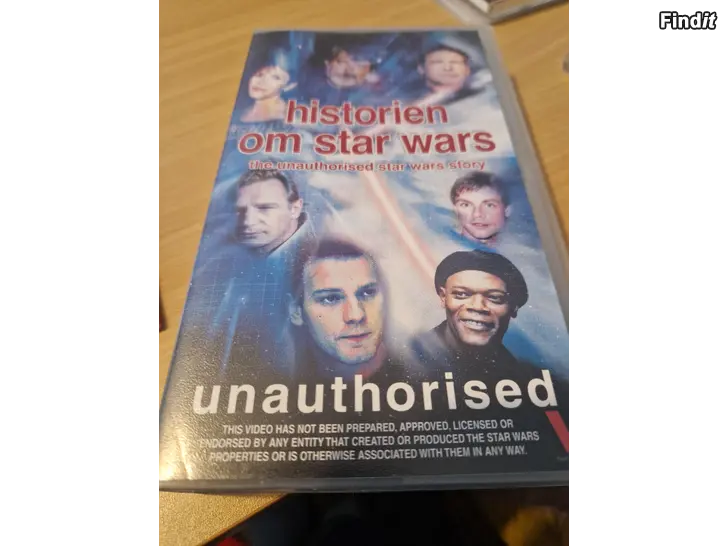 Findit
historien
om star wars
the unauthorised star wars story
unauthorised
THIS VIDEO HAS NOT BEEN PREPARED, APPROVED, LICENSED OR
ENDORSED BY ANY ENTITY THAT CREATED OR PRODUCED THE STAR WARS
PROPERTIES OR IS OTHERWISE ASSOCIATED WITH THEM IN ANY WAY.